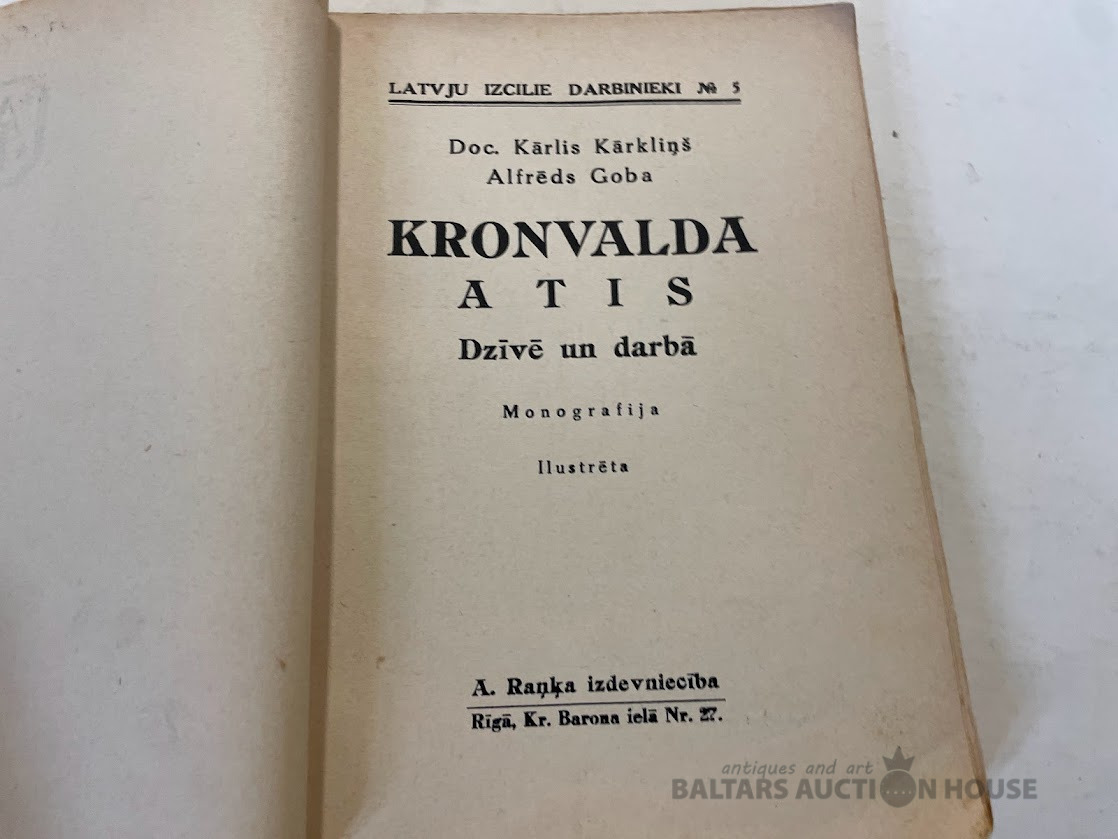 LATVJU IZCILIE DARBINIEKI № 5
Doc. Kārlis Kārkliņš
Alfrēds Goba
KRONVALDA
ATIS
Dzīvē un darbā
Monografija
Ilustrēta
A. Raņķa izdevniecība
Rīgā, Kr. Barona ielā Nr. 27.
antiques and art
BALTARS AUCTION HOUSE